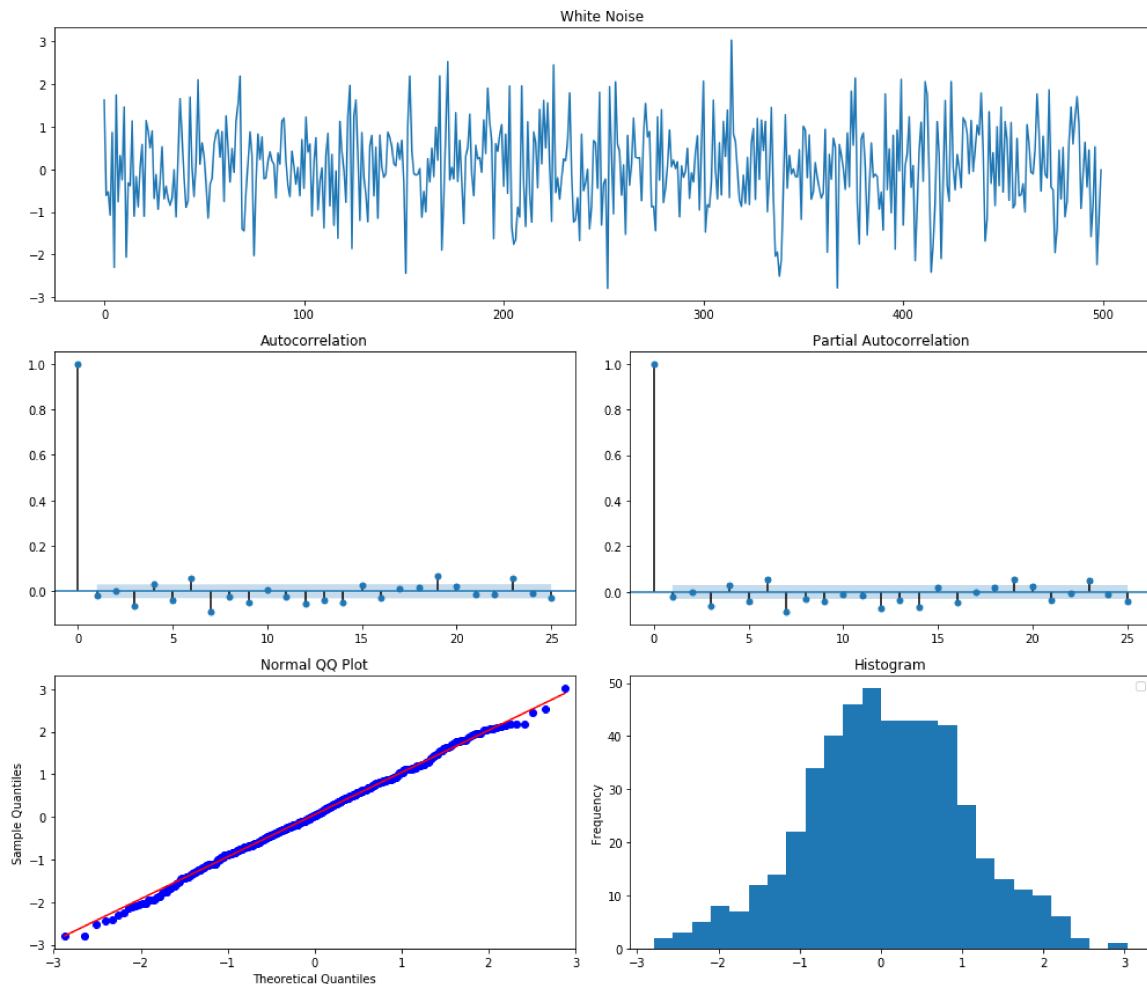 White Noise
3
2
1
0
−1
−2
−3
0 100 200 300 400 500
Autocorrelation
1.0
0.8
0.6
0.4
0.2
0.0
0 5 10 15 20 25
Partial Autocorrelation
1.0
0.8
0.6
0.4
0.2
0.0
0 5 10 15 20 25
Normal QQ Plot
Sample Quantiles
3
2
1
0
−1
−2
−3
−3 −2 −1 0 1 2 3
Theoretical Quantiles
Histogram
Frequency
50
40
30
20
10
0
−3 −2 −1 0 1 2 3